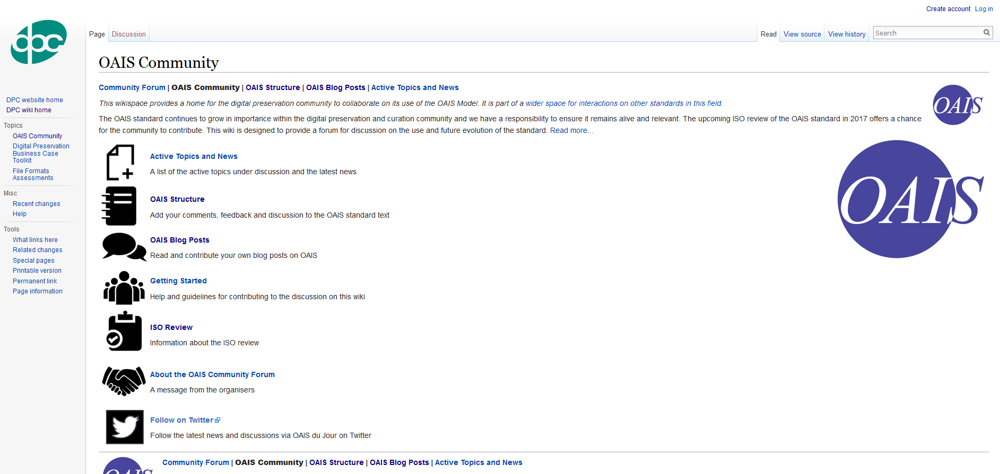 Create account Log in
dpc
Page Discussion Read View source View history Search
OAIS Community
Community Forum | OAIS Community | OAIS Structure | OAIS Blog Posts | Active Topics and News
This wikispace provides a home for the digital preservation community to collaborate on its use of the OAIS Model. It is part of a wider space for interactions on other standards in this field.
The OAIS standard continues to grow in importance within the digital preservation and curation community and we have a responsibility to ensure it remains alive and relevant. The upcoming ISO review of the OAIS standard in 2017 offers a chance
for the community to contribute. This wiki is designed to provide a forum for discussion on the use and future evolution of the standard. Read more...
OAIS
OAIS
DPC website home
DPC wiki home
Topics
OAIS Community
Digital Preservation
Business Case
Toolkit
File Formats
Assessments
Misc
Recent changes
Help
Tools
What links here
Related changes
Special pages
Printable version
Permanent link
Page information
Active Topics and News
A list of the active topics under discussion and the latest news
OAIS Structure
Add your comments, feedback and discussion to the OAIS standard text
OAIS Blog Posts
Read and contribute your own blog posts on OAIS
Getting Started
Help and guidelines for contributing to the discussion on this wiki
ISO Review
Information about the ISO review
About the OAIS Community Forum
A message from the organisers
Follow on Twitter
Follow the latest news and discussions via OAIS du Jour on Twitter
OAIS
Community Forum | OAIS Community | OAIS Structure | OAIS Blog Posts | Active Topics and News